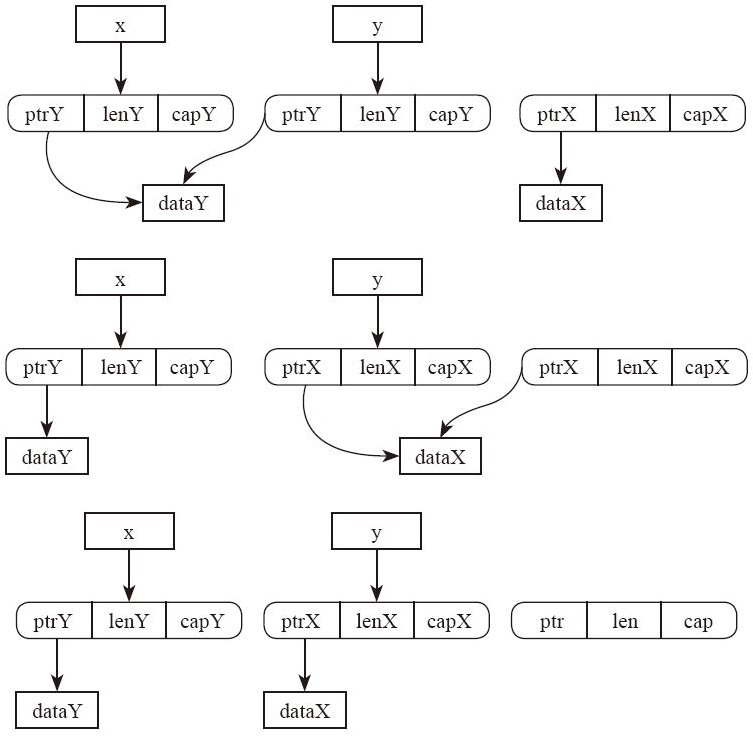 x y
ptrY lenY capY ptrY lenY capY ptrX lenX capX
dataY dataX
x y
ptrY lenY capY ptrX lenX capX ptrX lenX capX
dataY dataX
x y
ptrY lenY capY ptrX lenX capX ptr len cap
dataY dataX